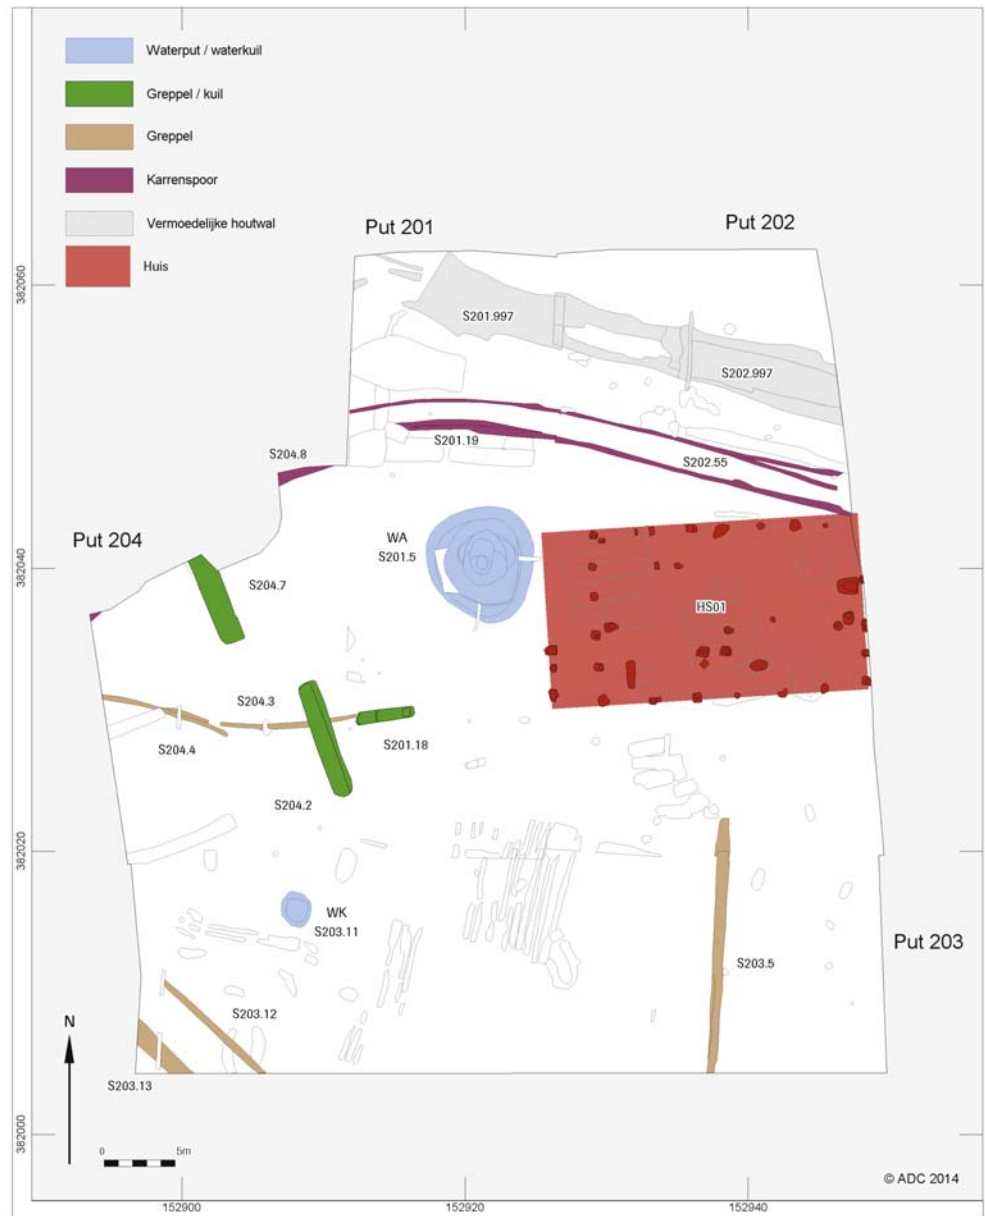 Waterput / waterkuil
Greppel / kuil
Greppel
Karrenspoor
Vermoedelijke houtwal
Huis
Put 201
Put 202
382060
S201.997
S202.997
S201.19
S204.8
S202.55
Put 204
WA
S201.5
382040
S204.7
HS01
S204.3
S204.4
S201.18
S204.2
382020
WK
S203.11
Put 203
S203.5
S203.12
N
S203.13
382000
0 5m
© ADC 2014
152900 152920 152940